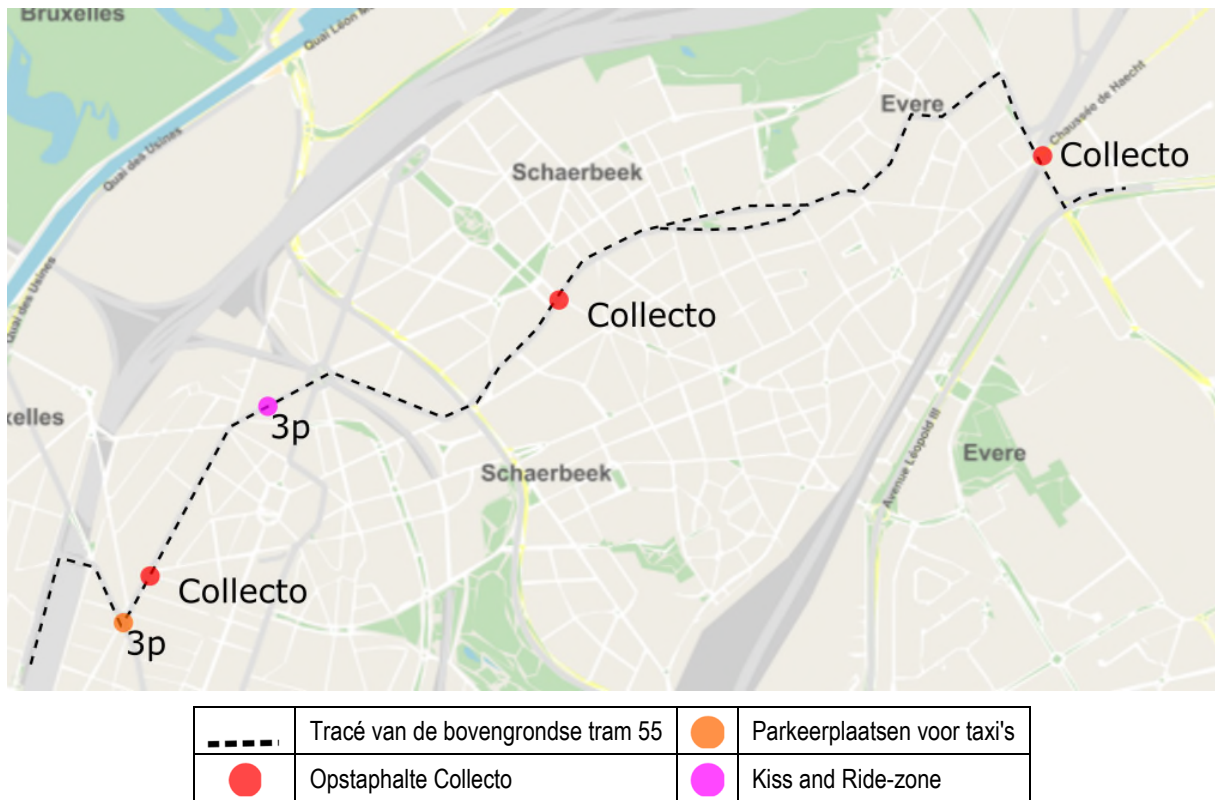 Bruxelles
Quai Léon M
Quai des Usines
Evere
Chaussée de Haecht
Collecto
Schaerbeek
Quai des Usines
Collecto
3p
xelles
Schaerbeek
Avenue Léopold III
Evere
Collecto
3p
Tracé van de bovengrondse tram 55
Parkeerplaatsen voor taxi's
Opstaphalte Collecto
Kiss and Ride-zone